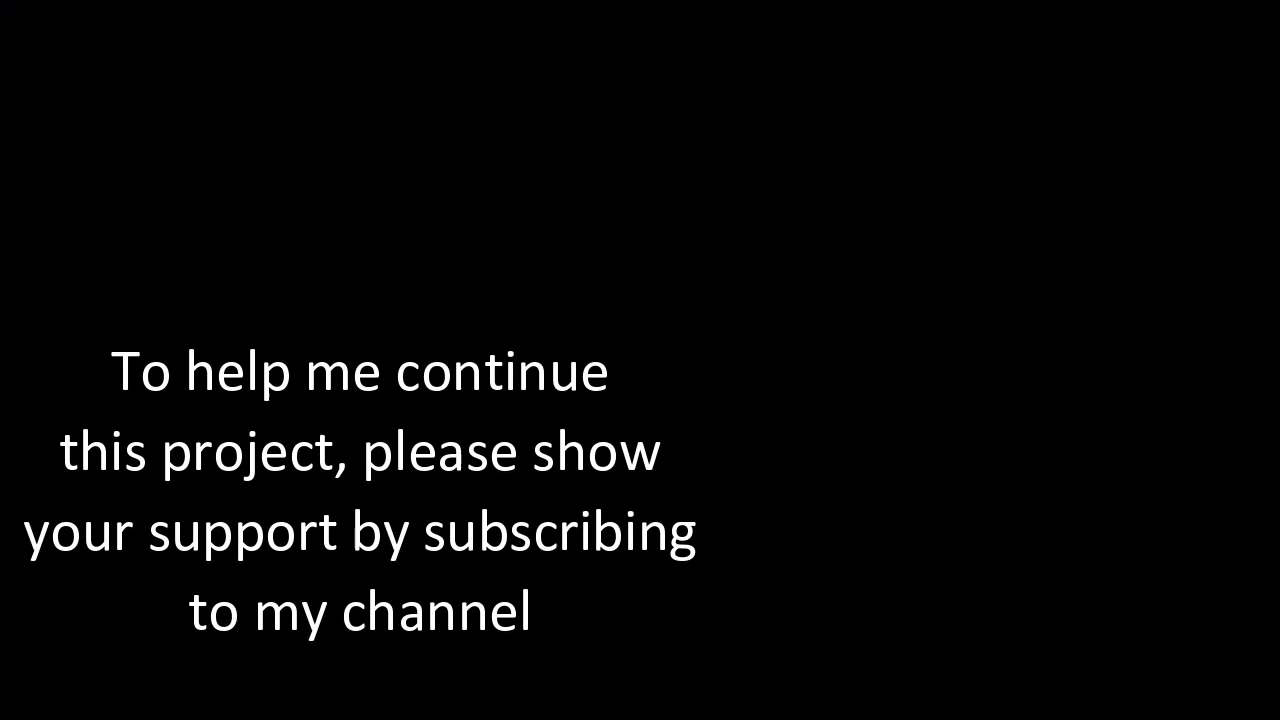 To help me continue
this project, please show
your support by subscribing
to my channel